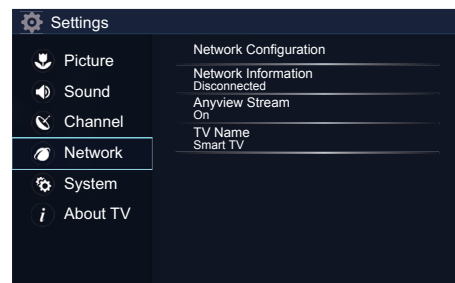 Settings
Picture
Sound
Channel
Network
System
i About TV
Network Configuration
Network Information
Disconnected
Anyview Stream
On
TV Name
Smart TV